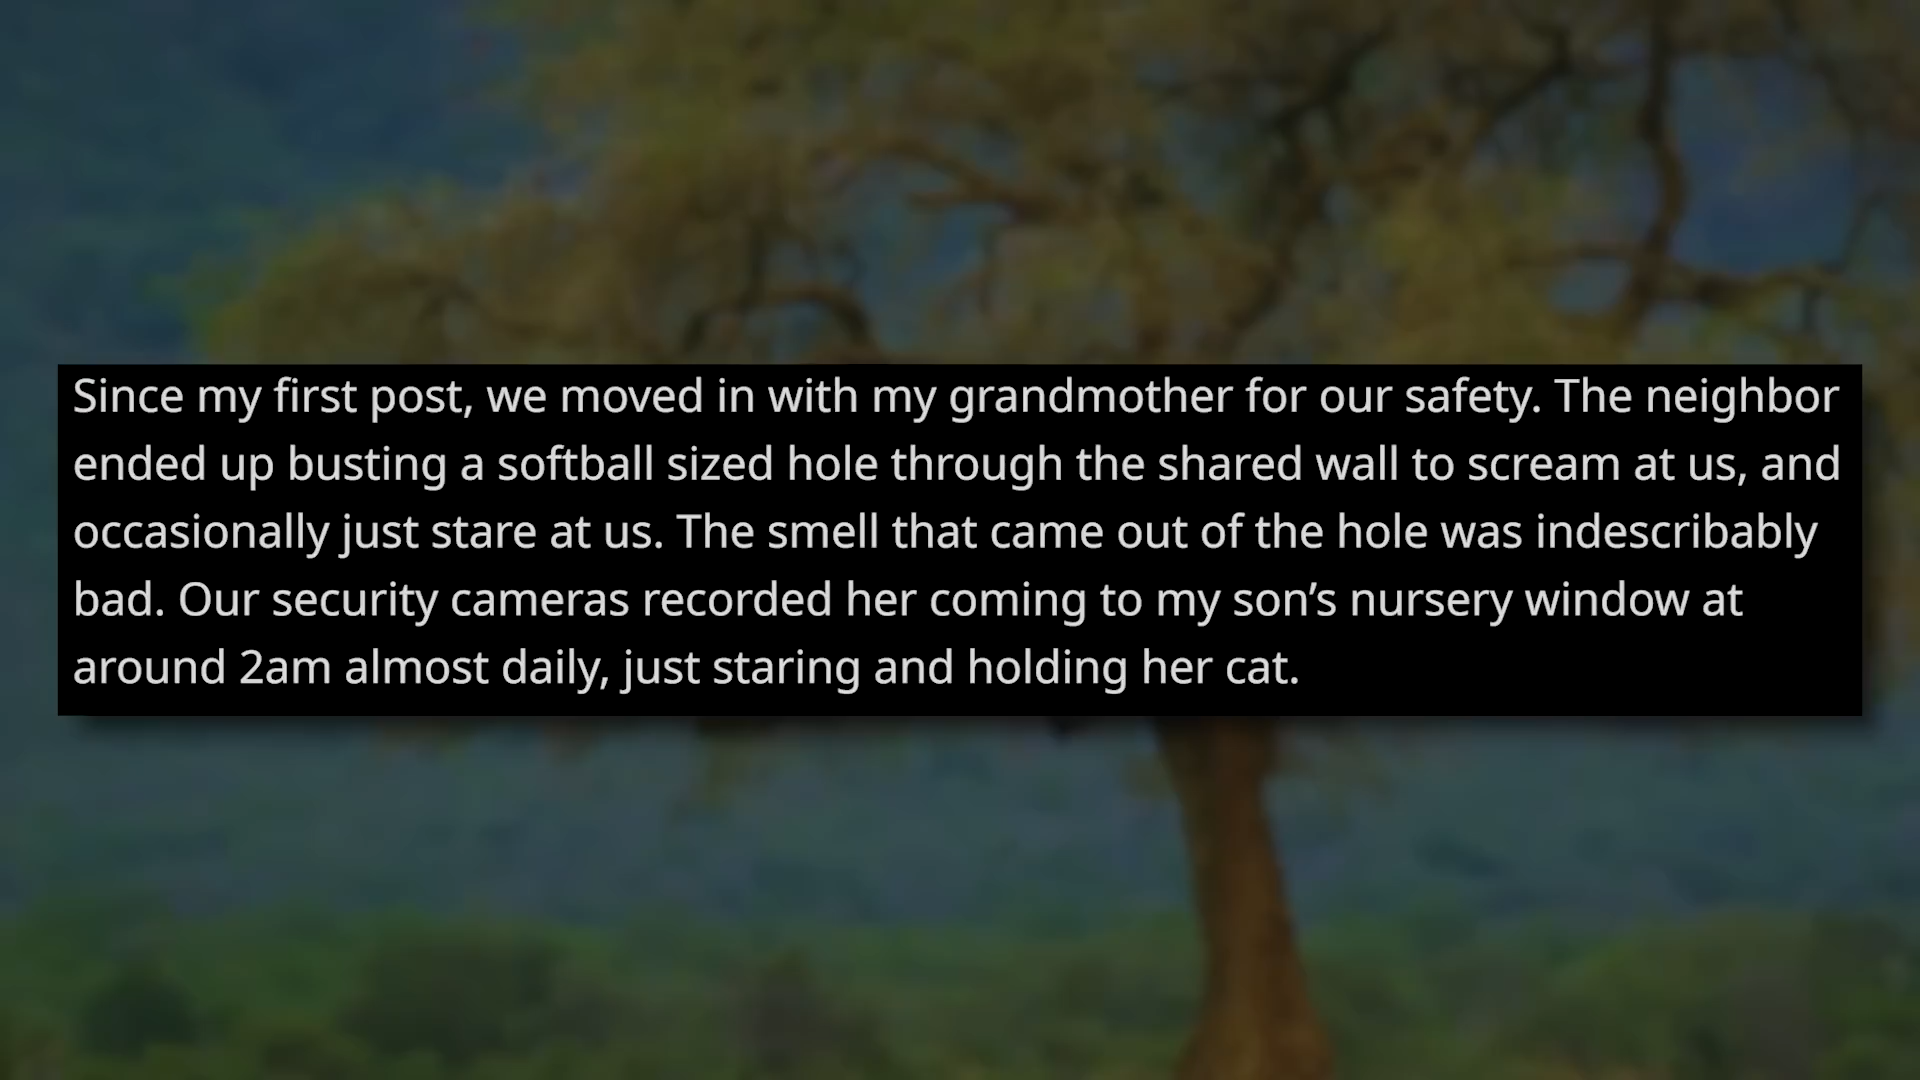 Since my first post, we moved in with my grandmother for our safety. The neighbor
ended up busting a softball sized hole through the shared wall to scream at us, and
occasionally just stare at us. The smell that came out of the hole was indescribably
bad. Our security cameras recorded her coming to my son’s nursery window at
around 2am almost daily, just staring and holding her cat.